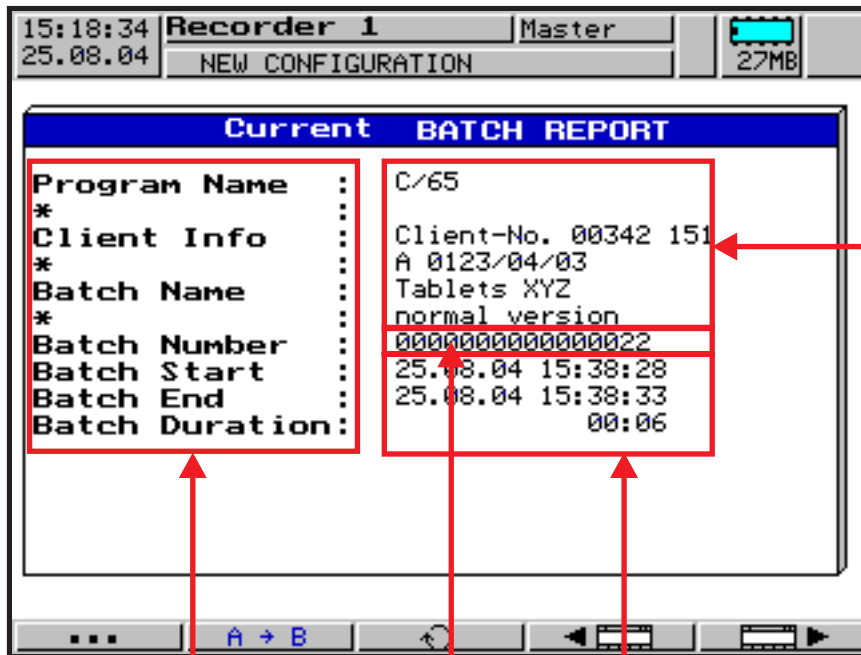 15:18:34 Recorder 1 Master
25.08.04 NEW CONFIGURATION 27MB
Current BATCH REPORT
Program Name : C/65
* :
Client Info : Client-No. 00342 151
* : A 0123/04/03
Batch Name : Tablets XYZ
* : normal version
Batch Number : 0000000000000022
Batch Start : 25.08.04 15:38:28
Batch End : 25.08.04 15:38:33
Batch Duration: 00:06
... A → B